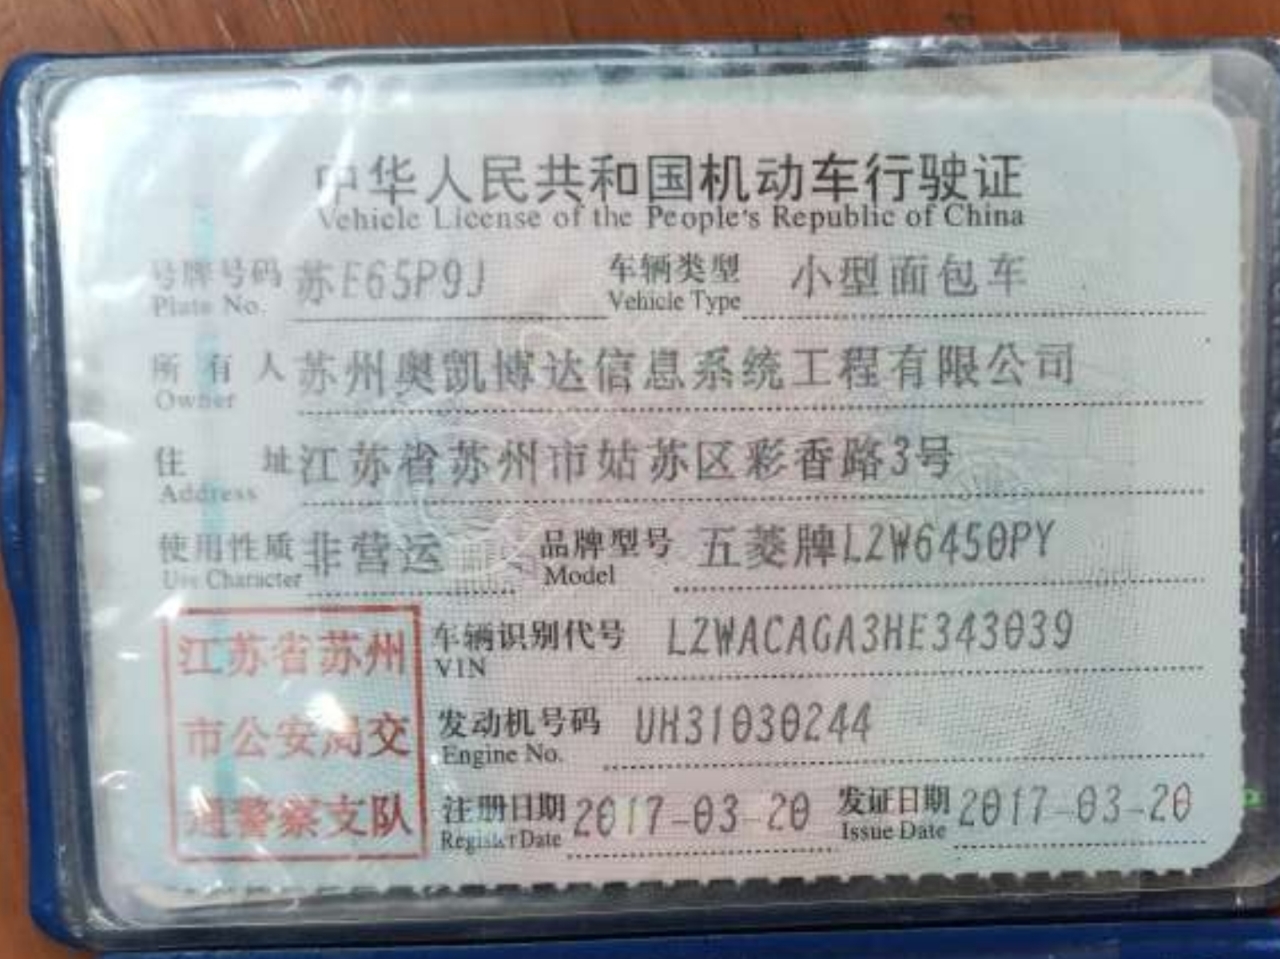 中华人民共和国机动车行驶证
Vehicle License of the People's Republic of China
号牌号码 苏E65P9J 车辆类型 小型面包车
Plate No. Vehicle Type
所有人 苏州奥凯博达信息系统工程有限公司
Owner
住址 江苏省苏州市姑苏区彩香路3号
Address
使用性质 非营运 品牌型号 五菱牌LZW6450PY
Use Character Model
江苏省苏州
市公安局交
通警察支队
车辆识别代号 LZWACAGA3HE343039
VIN
发动机号码 UH31030244
Engine No.
注册日期 2017-03-20 发证日期 2017-03-20
Register Date Issue Date